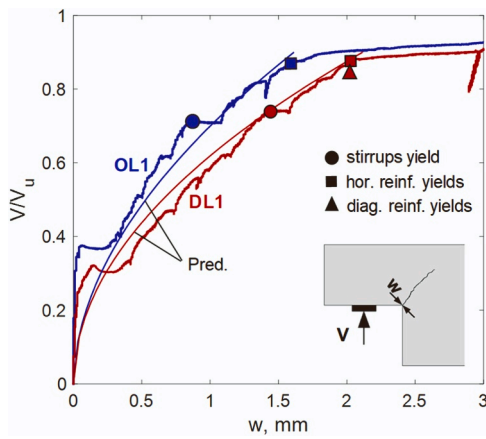 V/Vu
1
0.8
0.6
0.4
0.2
0
OL1
DL1
Pred.
stirrups yield
hor. reinf. yields
diag. reinf. yields
w
V
0 0.5 1 1.5 2 2.5 3
w, mm